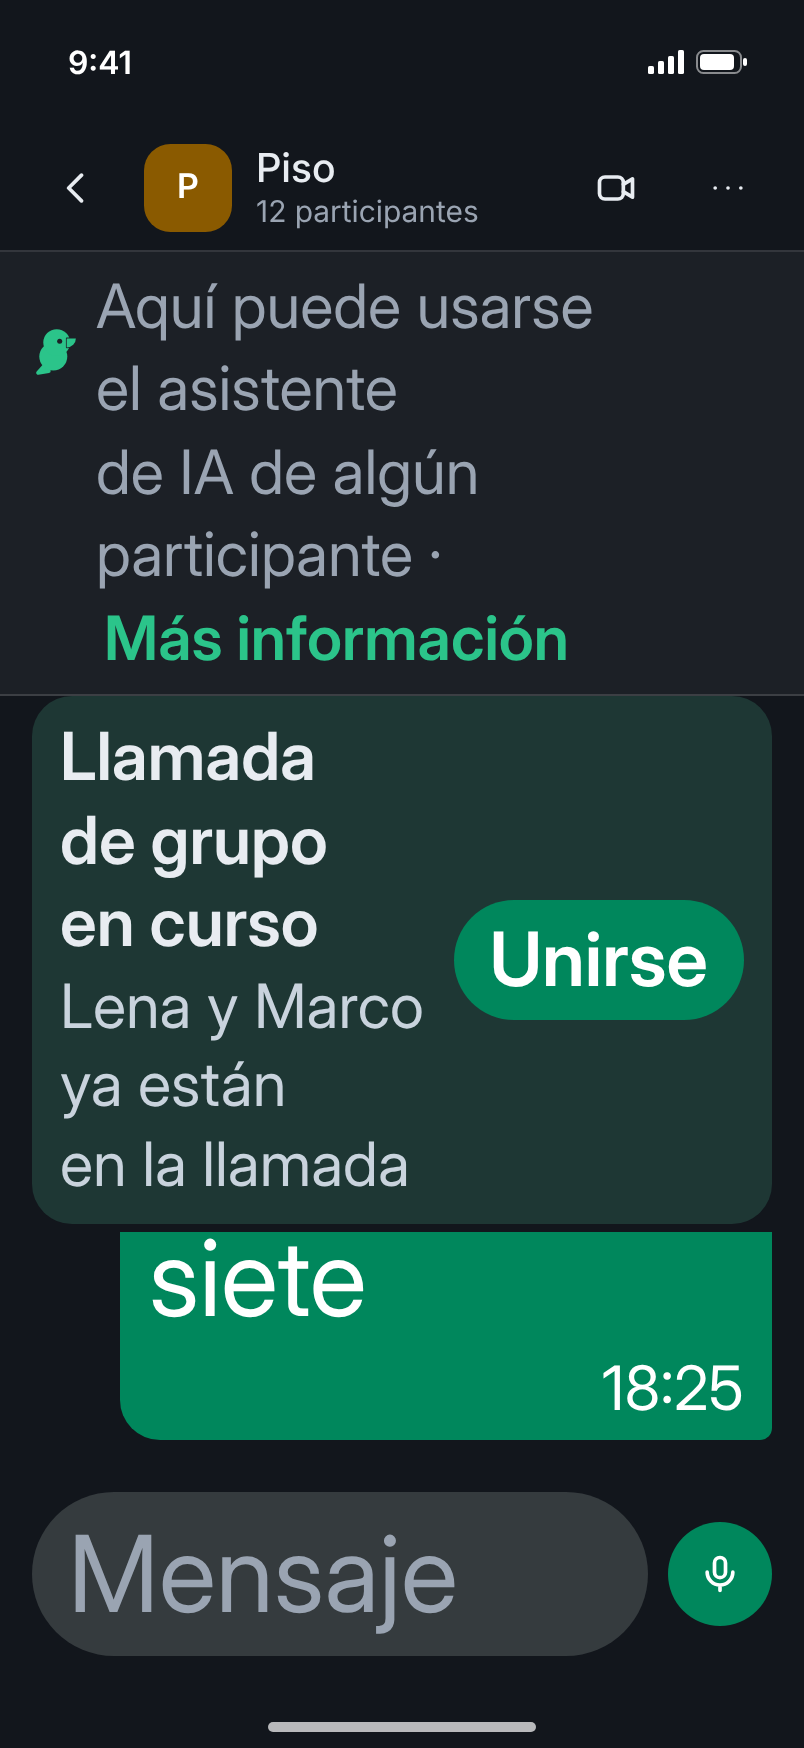 9:41
P
Piso
12 participantes
Aquí puede usarse
el asistente
de IA de algún
participante ·
Más información
Llamada
de grupo
en curso
Lena y Marco
ya están
en la llamada
Unirse
siete
18:25
Mensaje